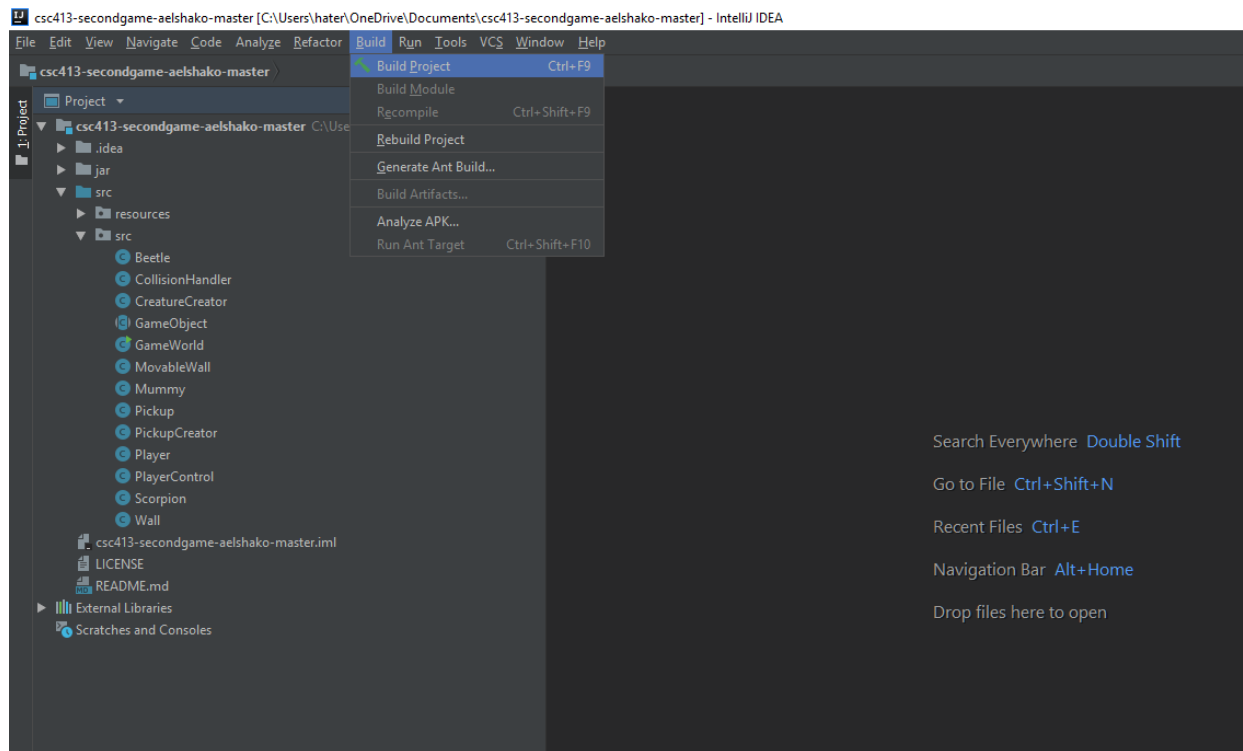 csc413-secondgame-aelshako-master [C:\Users\hater\OneDrive\Documents\csc413-secondgame-aelshako-master] - IntelliJ IDEA
File Edit View Navigate Code Analyze Refactor Build Run Tools VCS Window Help
csc413-secondgame-aelshako-master
Build Project Ctrl+F9
Build Module
Recompile Ctrl+Shift+F9
Rebuild Project
Generate Ant Build...
Build Artifacts...
Analyze APK...
Run Ant Target Ctrl+Shift+F10
1: Project
Project
csc413-secondgame-aelshako-master C:\Use
.idea
jar
src
resources
src
Beetle
CollisionHandler
CreatureCreator
GameObject
GameWorld
MovableWall
Mummy
Pickup
PickupCreator
Player
PlayerControl
Scorpion
Wall
csc413-secondgame-aelshako-master.iml
LICENSE
README.md
External Libraries
Scratches and Consoles
Search Everywhere Double Shift
Go to File Ctrl+Shift+N
Recent Files Ctrl+E
Navigation Bar Alt+Home
Drop files here to open